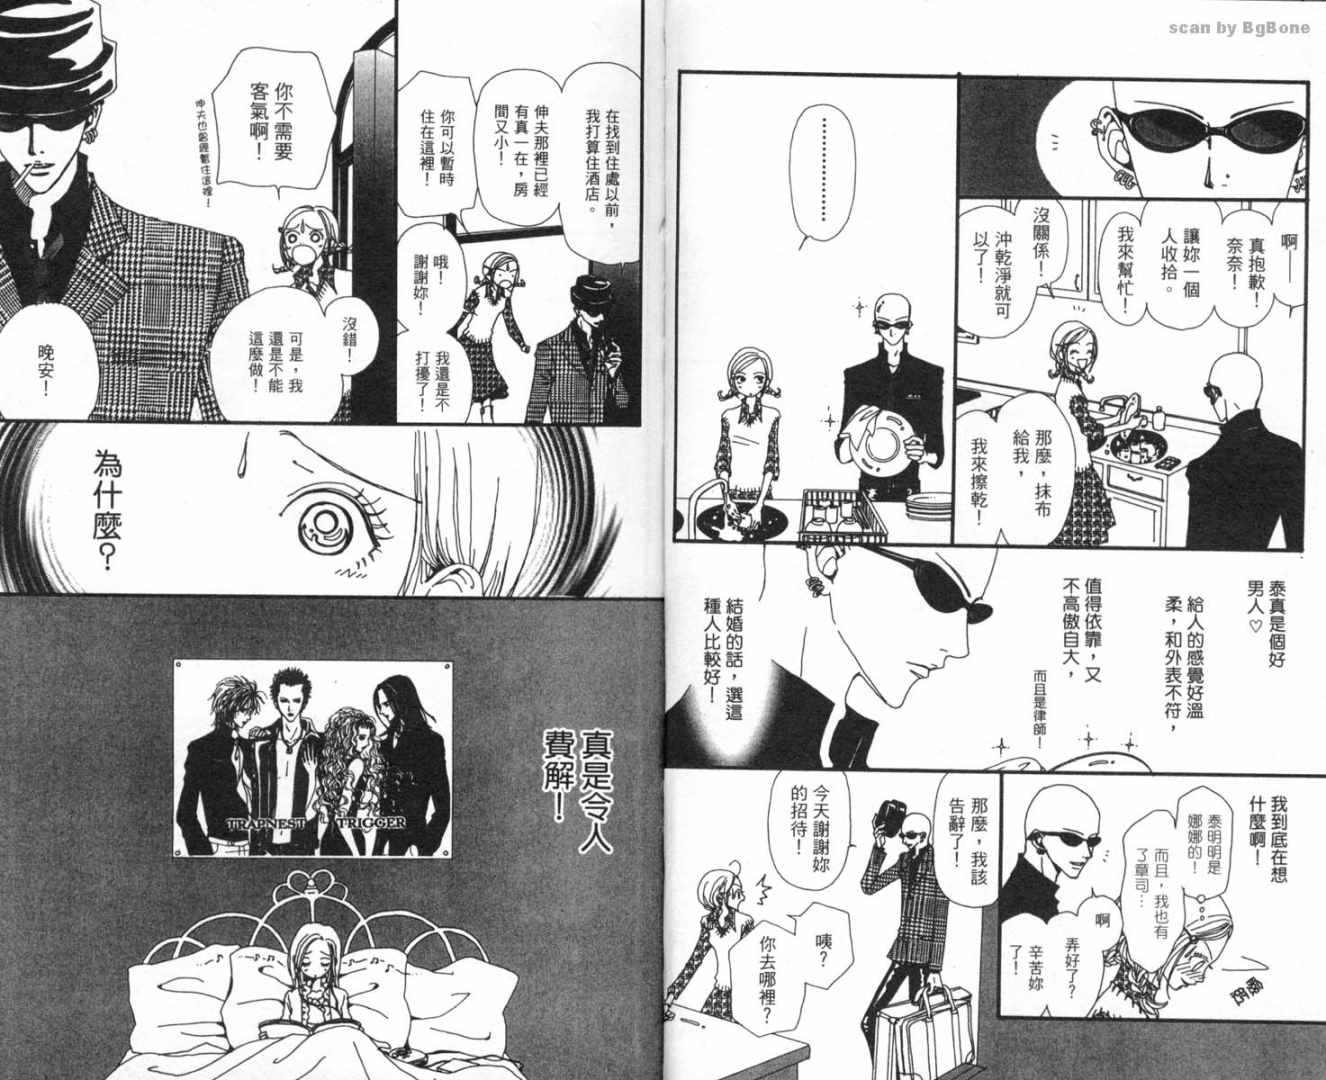 scan by BgBone
啊——
真抱歉！
奈奈！
讓妳一個
人收拾。
我來幫忙！
沒關係！
沖乾淨就可
以了！
那麼，抹布
給我，
我來擦乾！
…………
泰真是個好
男人♡
給人的感覺好溫
柔，和外表不符，
值得依靠，又
不高傲自大，
而且是律師！
結婚的話，選這
種人比較好！
我到底在想
什麼啊！
泰明明是
娜娜的！
而且，我也有
了章司…
啊
弄好了？
辛苦妳
了！
那麼，我該
告辭了！
今天謝謝妳
的招待！
咦？
你去哪裡？
在找到住處以前，
我打算住酒店。
伸夫那裡已經
有真一在，房
間又小！
你可以暫時
住在這裡！
哦！
謝謝妳！
我還是不
打擾了！
你不需要
客氣啊！
伸夫也曾經暫住這裡！
沒錯！
可是，我
還是不能
這麼做！
晚安！
為什麼？
真是令人
費解！
TRAPNEST TRIGGER